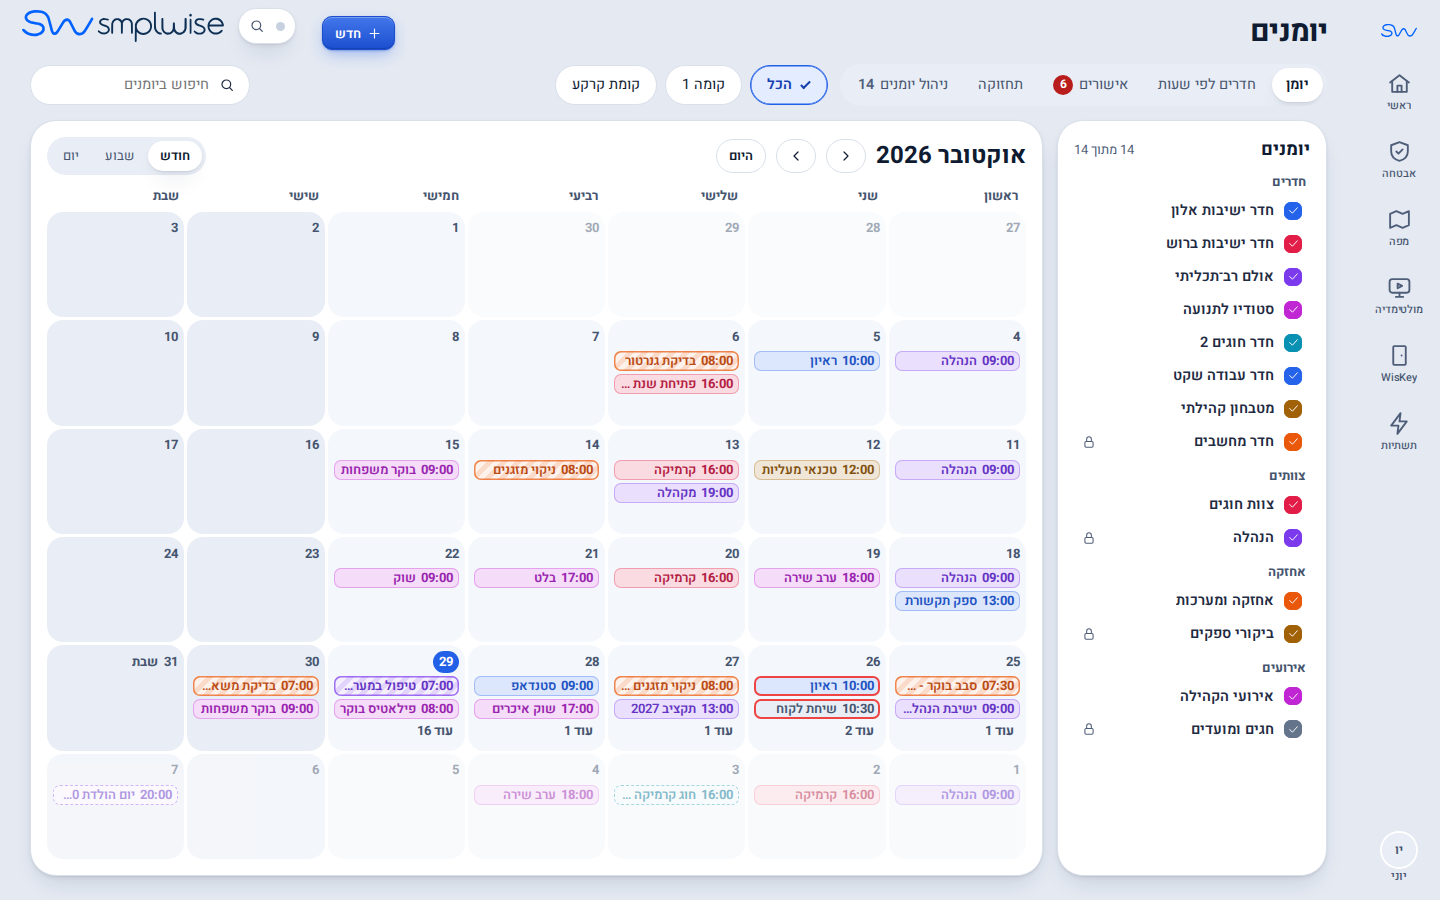 יומנים
חדש
smplwise
ראשי
אבטחה
מפה
מולטימדיה
WisKey
תשתיות
יו
יוני
יומן
חדרים לפי שעות
אישורים 6
תחזוקה
ניהול יומנים 14
הכל
קומה 1
קומת קרקע
חיפוש ביומנים
יומנים
14 מתוך 14
חדרים
חדר ישיבות אלון
חדר ישיבות ברוש
אולם רב־תכליתי
סטודיו לתנועה
חדר חוגים 2
חדר עבודה שקט
מטבחון קהילתי
חדר מחשבים
צוותים
צוות חוגים
הנהלה
אחזקה
אחזקה ומערכות
ביקורי ספקים
אירועים
אירועי הקהילה
חגים ומועדים
אוקטובר 2026
היום
חודש
שבוע
יום
ראשון שני שלישי רביעי חמישי שישי שבת
27 28 29 30 1 2 3
4 5 6 7 8 9 10
09:00 הנהלה
10:00 ראיון
08:00 בדיקת גנרטור
16:00 פתיחת שנת ...
11 12 13 14 15 16 17
09:00 הנהלה
12:00 טכנאי מעליות
16:00 קרמיקה
08:00 ניקוי מזגנים
09:00 בוקר משפחות
19:00 מקהלה
18 19 20 21 22 23 24
09:00 הנהלה
18:00 ערב שירה
16:00 קרמיקה
17:00 בלט
09:00 שוק
13:00 ספק תקשורת
25 26 27 28 29 30 31 שבת
07:30 סבב בוקר - ...
10:00 ראיון
08:00 ניקוי מזגנים ...
09:00 סטנדאפ
07:00 טיפול במער...
07:00 בדיקת משא...
09:00 ישיבת הנהל...
10:30 שיחת לקוח
13:00 תקציב 2027
17:00 שוק איכרים
08:00 פילאטיס בוקר
09:00 בוקר משפחות
עוד 1
עוד 2
עוד 1
עוד 1
עוד 16
1 2 3 4 5 6 7
09:00 הנהלה
16:00 קרמיקה
16:00 חוג קרמיקה ...
18:00 ערב שירה
20:00 יום הולדת 0...